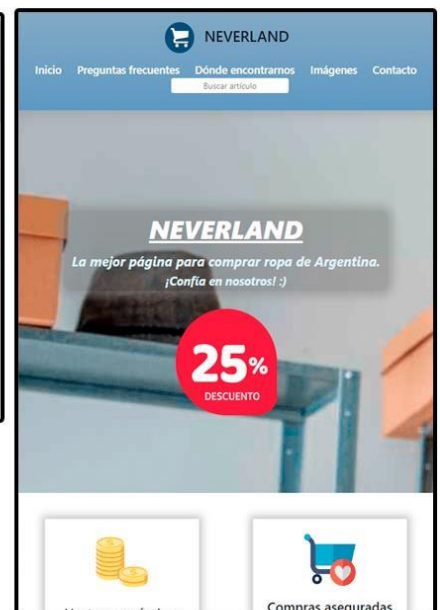 NEVERLAND
Inicio Preguntas frecuentes Dónde encontrarnos Imágenes Contacto
Buscar artículo
NEVERLAND
La mejor página para comprar ropa de Argentina.
¡Confía en nosotros! :)
25%
DESCUENTO
Compras aseguradas